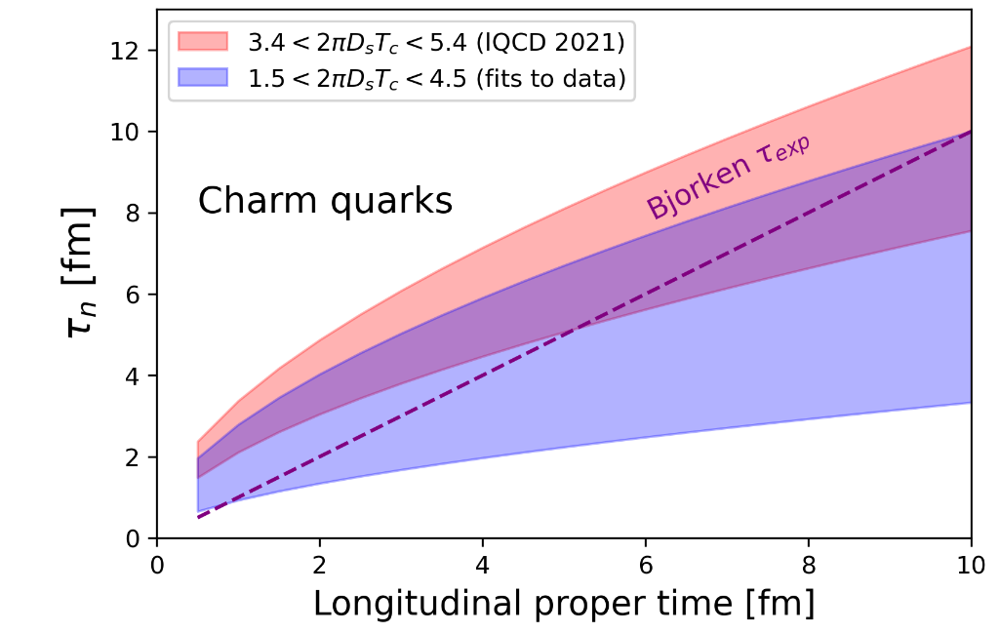 3.4 < 2πD_sT_c < 5.4 (lQCD 2021)
1.5 < 2πD_sT_c < 4.5 (fits to data)
Charm quarks
Bjorken τ_exp
τ_n [fm]
12
10
8
6
4
2
0
0 2 4 6 8 10
Longitudinal proper time [fm]